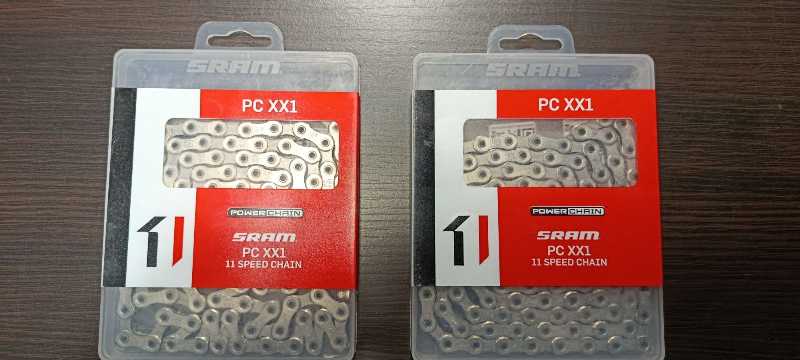 SRAM
PC XX1
POWERCHAIN
SRAM
PC XX1
11 SPEED CHAIN
SRAM
PC XX1
POWERCHAIN
SRAM
PC XX1
11 SPEED CHAIN